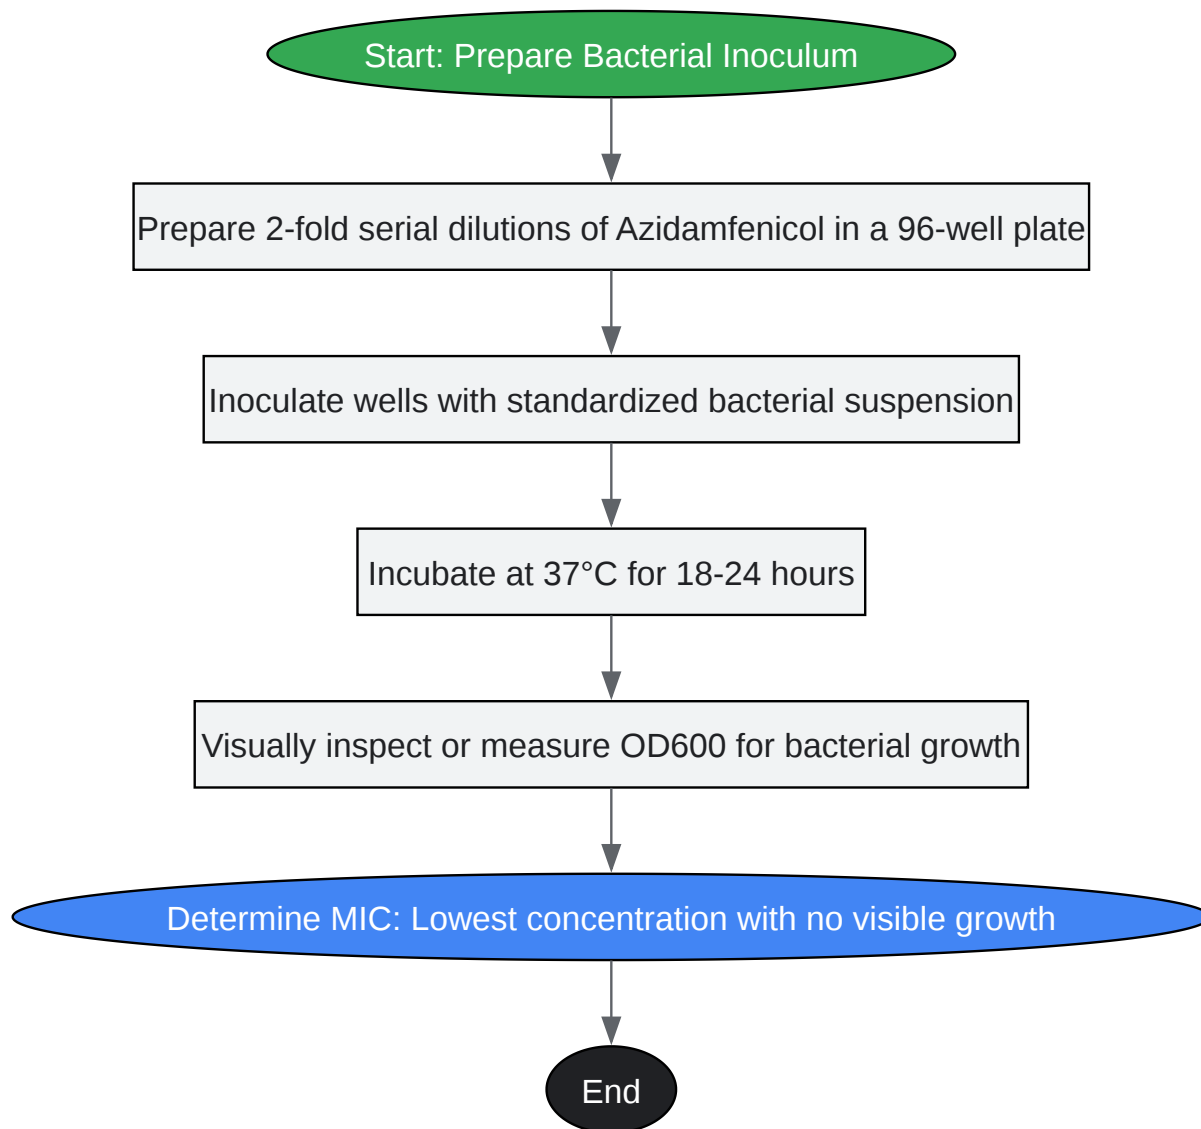 Start: Prepare Bacterial Inoculum
Prepare 2-fold serial dilutions of Azidamfenicol in a 96-well plate
Inoculate wells with standardized bacterial suspension
Incubate at 37°C for 18-24 hours
Visually inspect or measure OD600 for bacterial growth
Determine MIC: Lowest concentration with no visible growth
End